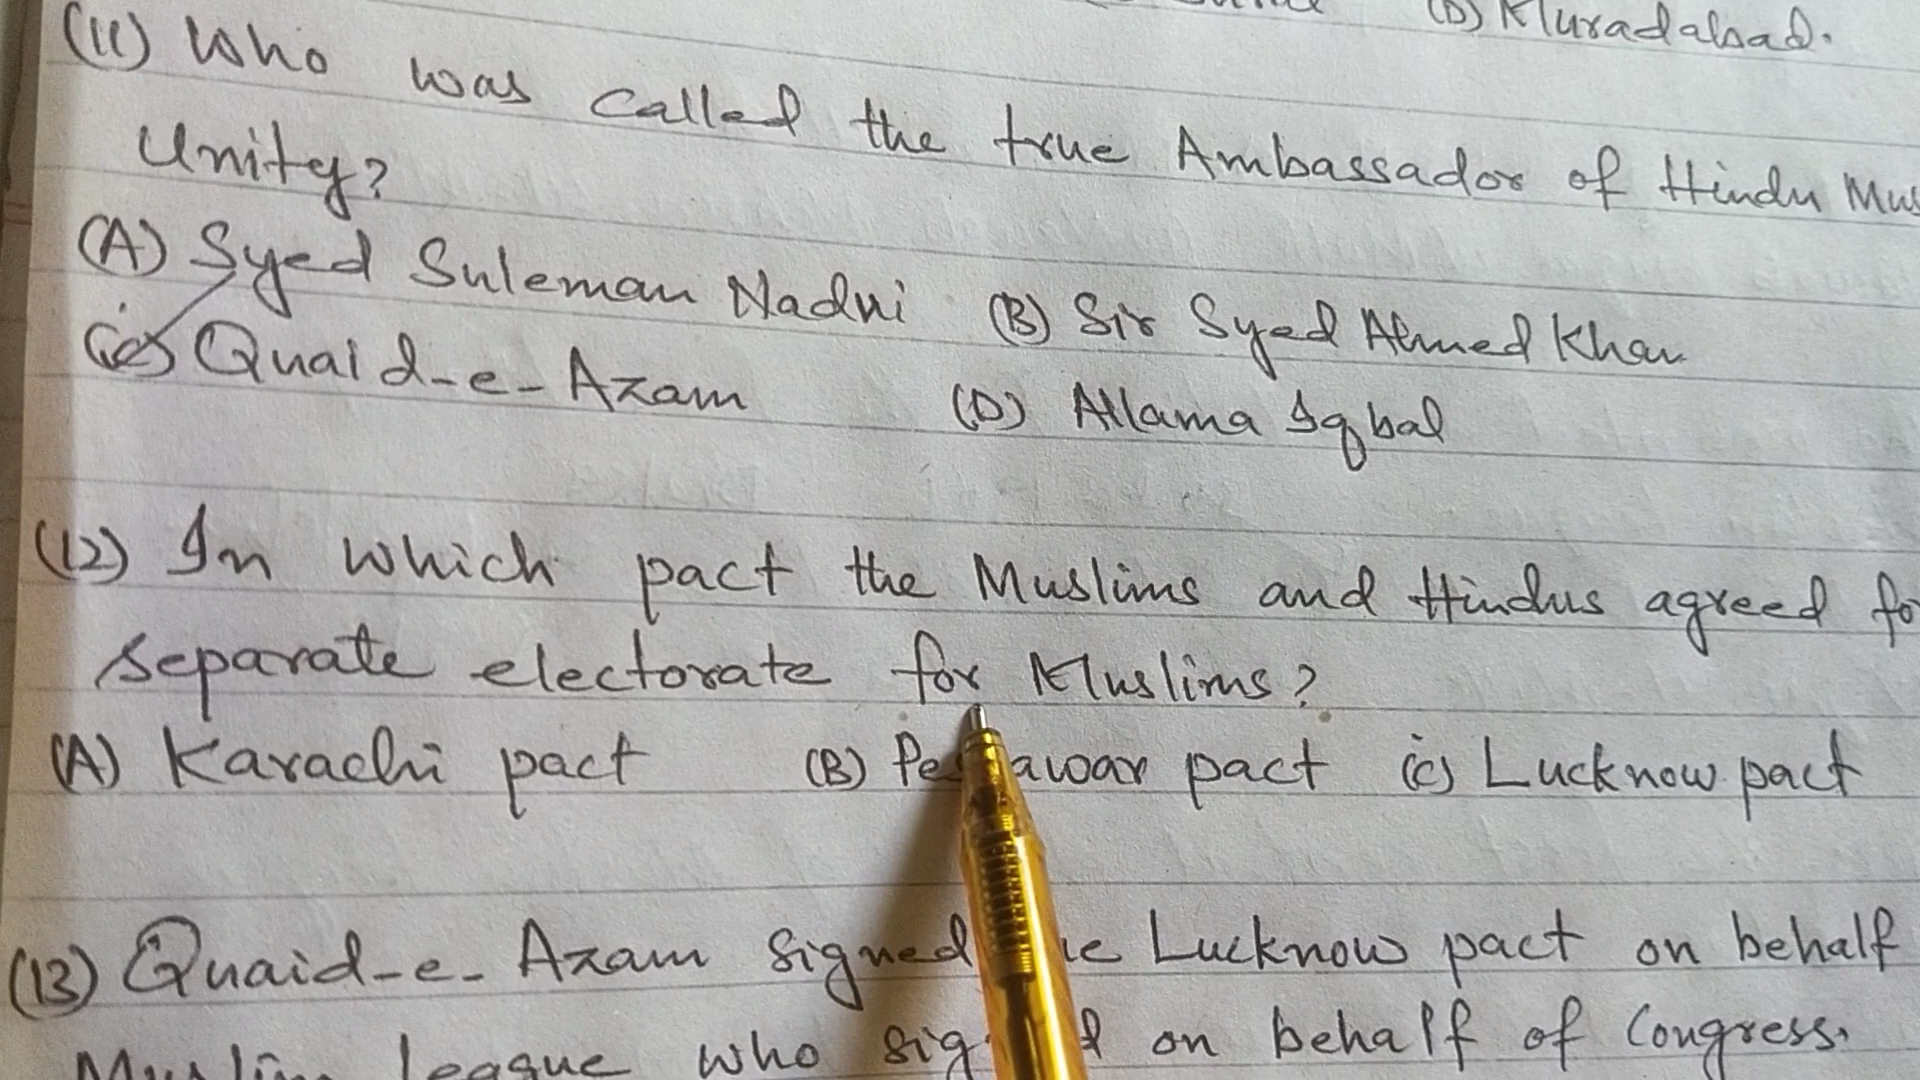 (D) Muradabad.
(11) Who was called the true Ambassador of Hindu Mus
Unity?
(A) Syed Suleman Nadvi (B) Sir Syed Ahmed Khan
(C) Quaid-e-Azam (D) Allama Iqbal
(12) In which pact the Muslims and Hindus agreed fo
separate electorate for Muslims?
(A) Karachi pact (B) Pe awar pact (C) Lucknow pact
(13) Quaid-e-Azam signed Lucknow pact on behalf
Muslim league who sig on behalf of Congress.